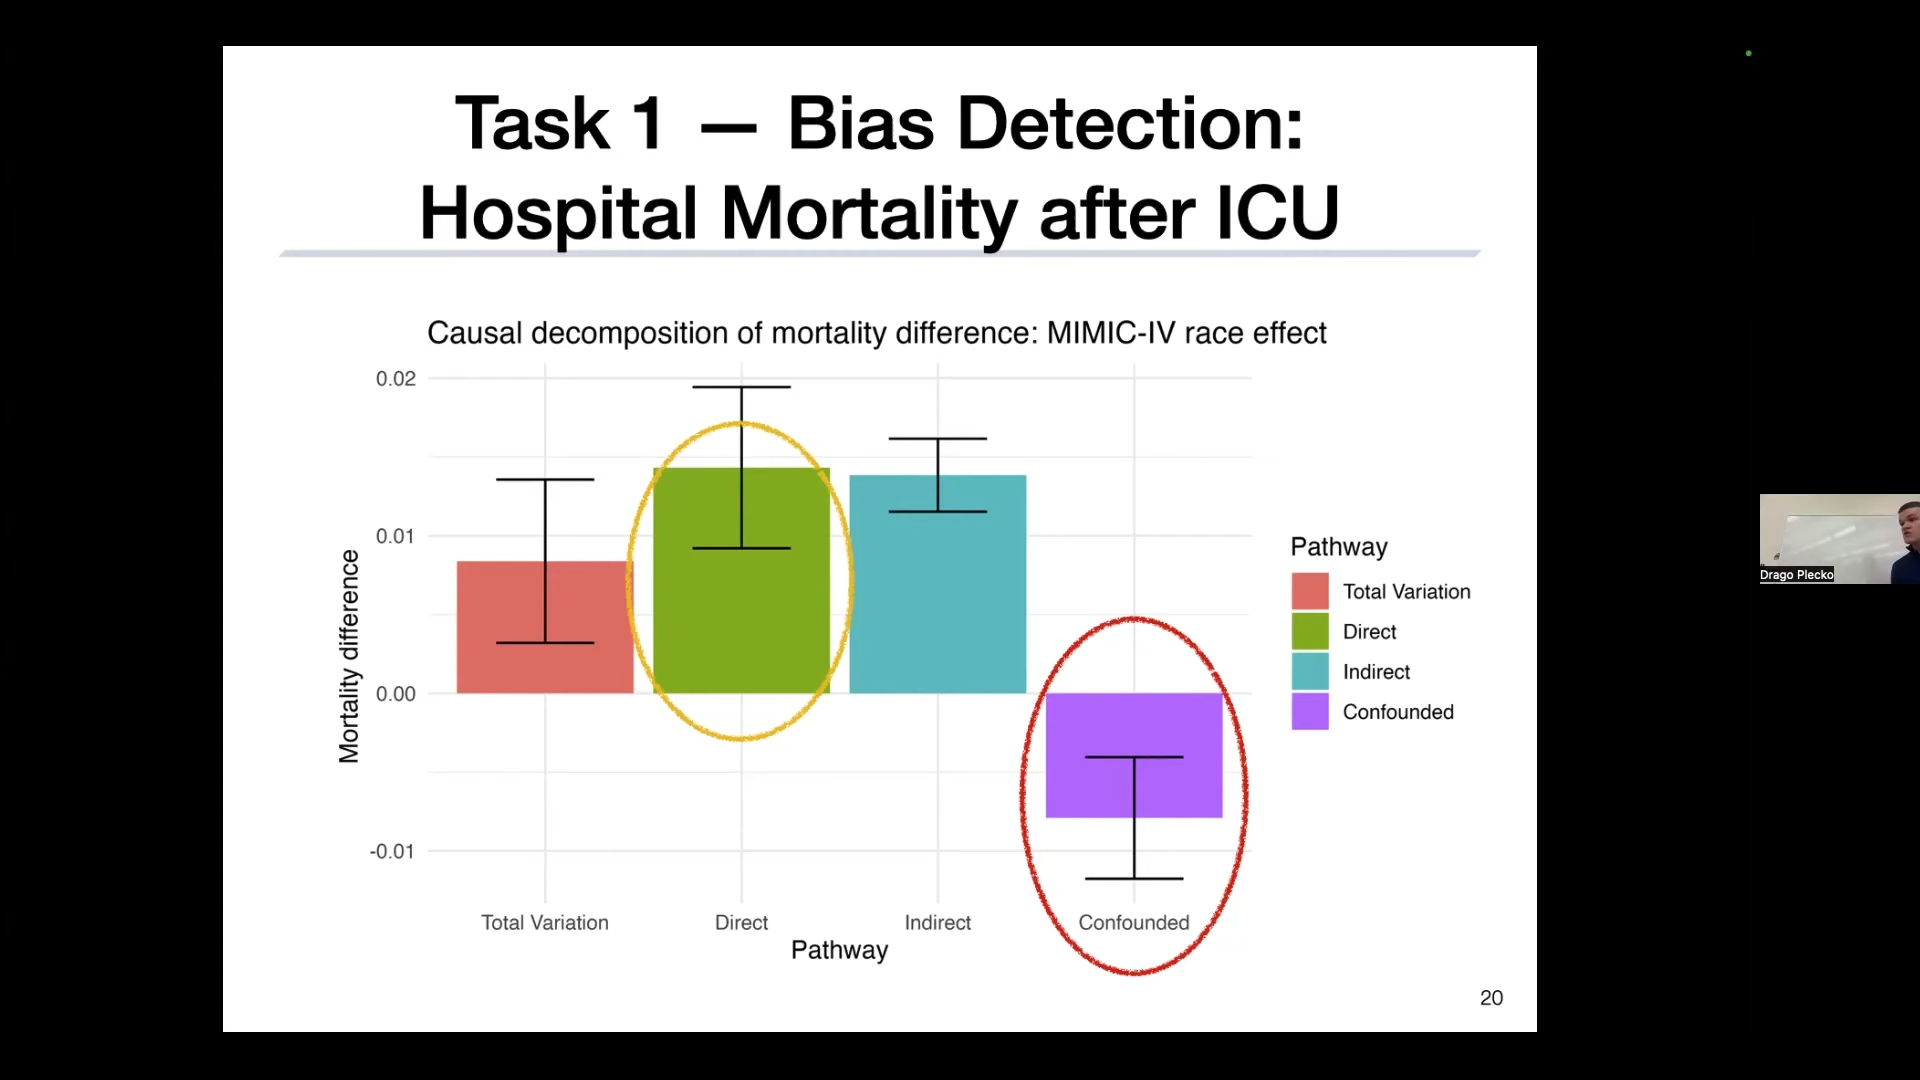 Task 1 — Bias Detection:
Hospital Mortality after ICU
Causal decomposition of mortality difference: MIMIC-IV race effect
0.02
0.01
0.00
-0.01
Mortality difference
Total Variation
Direct
Indirect
Confounded
Pathway
Pathway
Total Variation
Direct
Indirect
Confounded
20
Drago Plecko